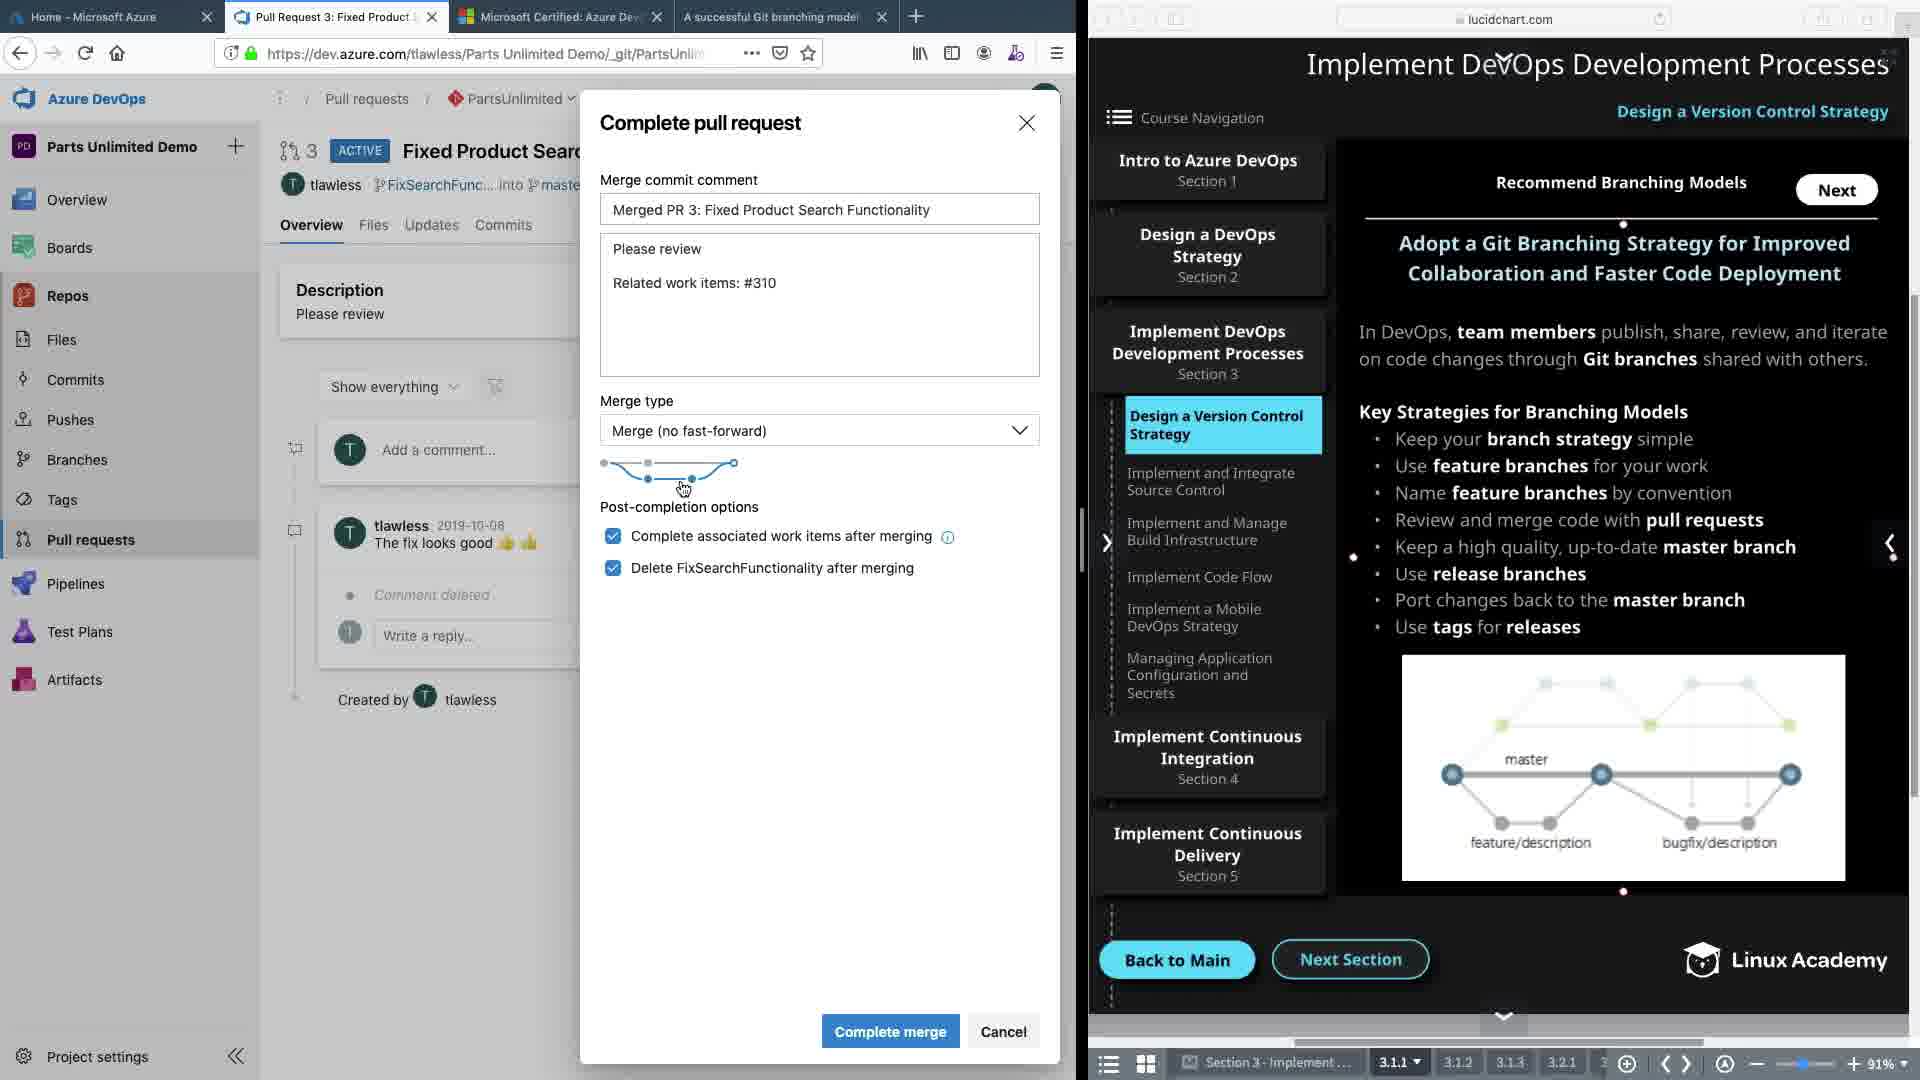 Home - Microsoft Azure
Pull Request 3: Fixed Product
Microsoft Certified: Azure Dev
A successful Git branching model
https://dev.azure.com/tlawless/Parts Unlimited Demo/_git/PartsUnlim
lucidchart.com
Azure DevOps
Pull requests
PartsUnlimited
PD
Parts Unlimited Demo
3
ACTIVE
Fixed Product Sear
T
tlawless
FixSearchFunc...
into
maste
Overview
Files
Updates
Commits
Overview
Boards
Repos
Files
Commits
Pushes
Branches
Tags
Pull requests
Pipelines
Test Plans
Artifacts
Project settings
Description
Please review
Show everything
T
Add a comment...
T
tlawless 2019-10-08
The fix looks good 👍👍
Comment deleted
Write a reply...
Created by
T
tlawless
Complete pull request
Merge commit comment
Merged PR 3: Fixed Product Search Functionality
Please review
Related work items: #310
Merge type
Merge (no fast-forward)
Post-completion options
Complete associated work items after merging
Delete FixSearchFunctionality after merging
Complete merge
Cancel
Implement DevOps Development Processes
Course Navigation
Design a Version Control Strategy
Intro to Azure DevOps
Section 1
Design a DevOps
Strategy
Section 2
Implement DevOps
Development Processes
Section 3
Design a Version Control
Strategy
Implement and Integrate
Source Control
Implement and Manage
Build Infrastructure
Implement Code Flow
Implement a Mobile
DevOps Strategy
Managing Application
Configuration and
Secrets
Implement Continuous
Integration
Section 4
Implement Continuous
Delivery
Section 5
Recommend Branching Models
Next
Adopt a Git Branching Strategy for Improved
Collaboration and Faster Code Deployment
In DevOps, team members publish, share, review, and iterate
on code changes through Git branches shared with others.
Key Strategies for Branching Models
• Keep your branch strategy simple
• Use feature branches for your work
• Name feature branches by convention
• Review and merge code with pull requests
• Keep a high quality, up-to-date master branch
• Use release branches
• Port changes back to the master branch
• Use tags for releases
master
feature/description
bugfix/description
Back to Main
Next Section
Linux Academy
Section 3 - Implement ...
3.1.1
3.1.2
3.1.3
3.2.1
3
91%